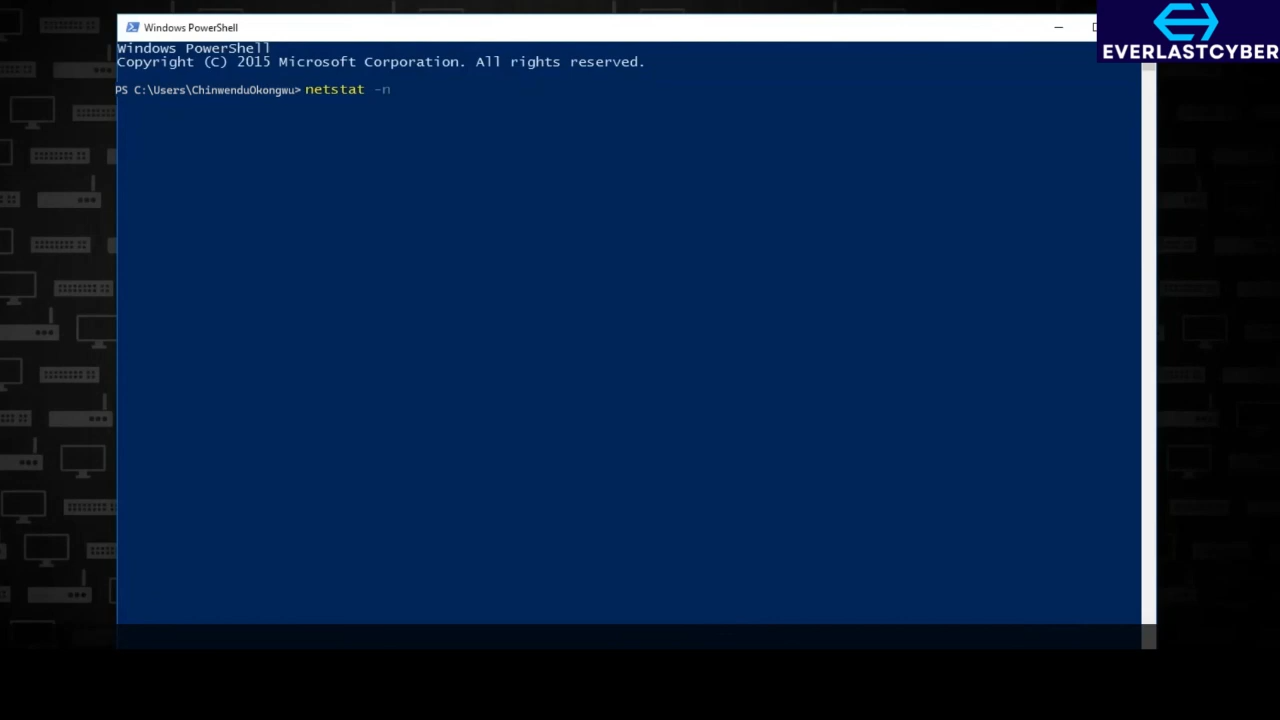 Windows PowerShell
EVERLASTCYBER
Windows PowerShell
Copyright (C) 2015 Microsoft Corporation. All rights reserved.
PS C:\Users\ChinwenduOkongwu> netstat -n